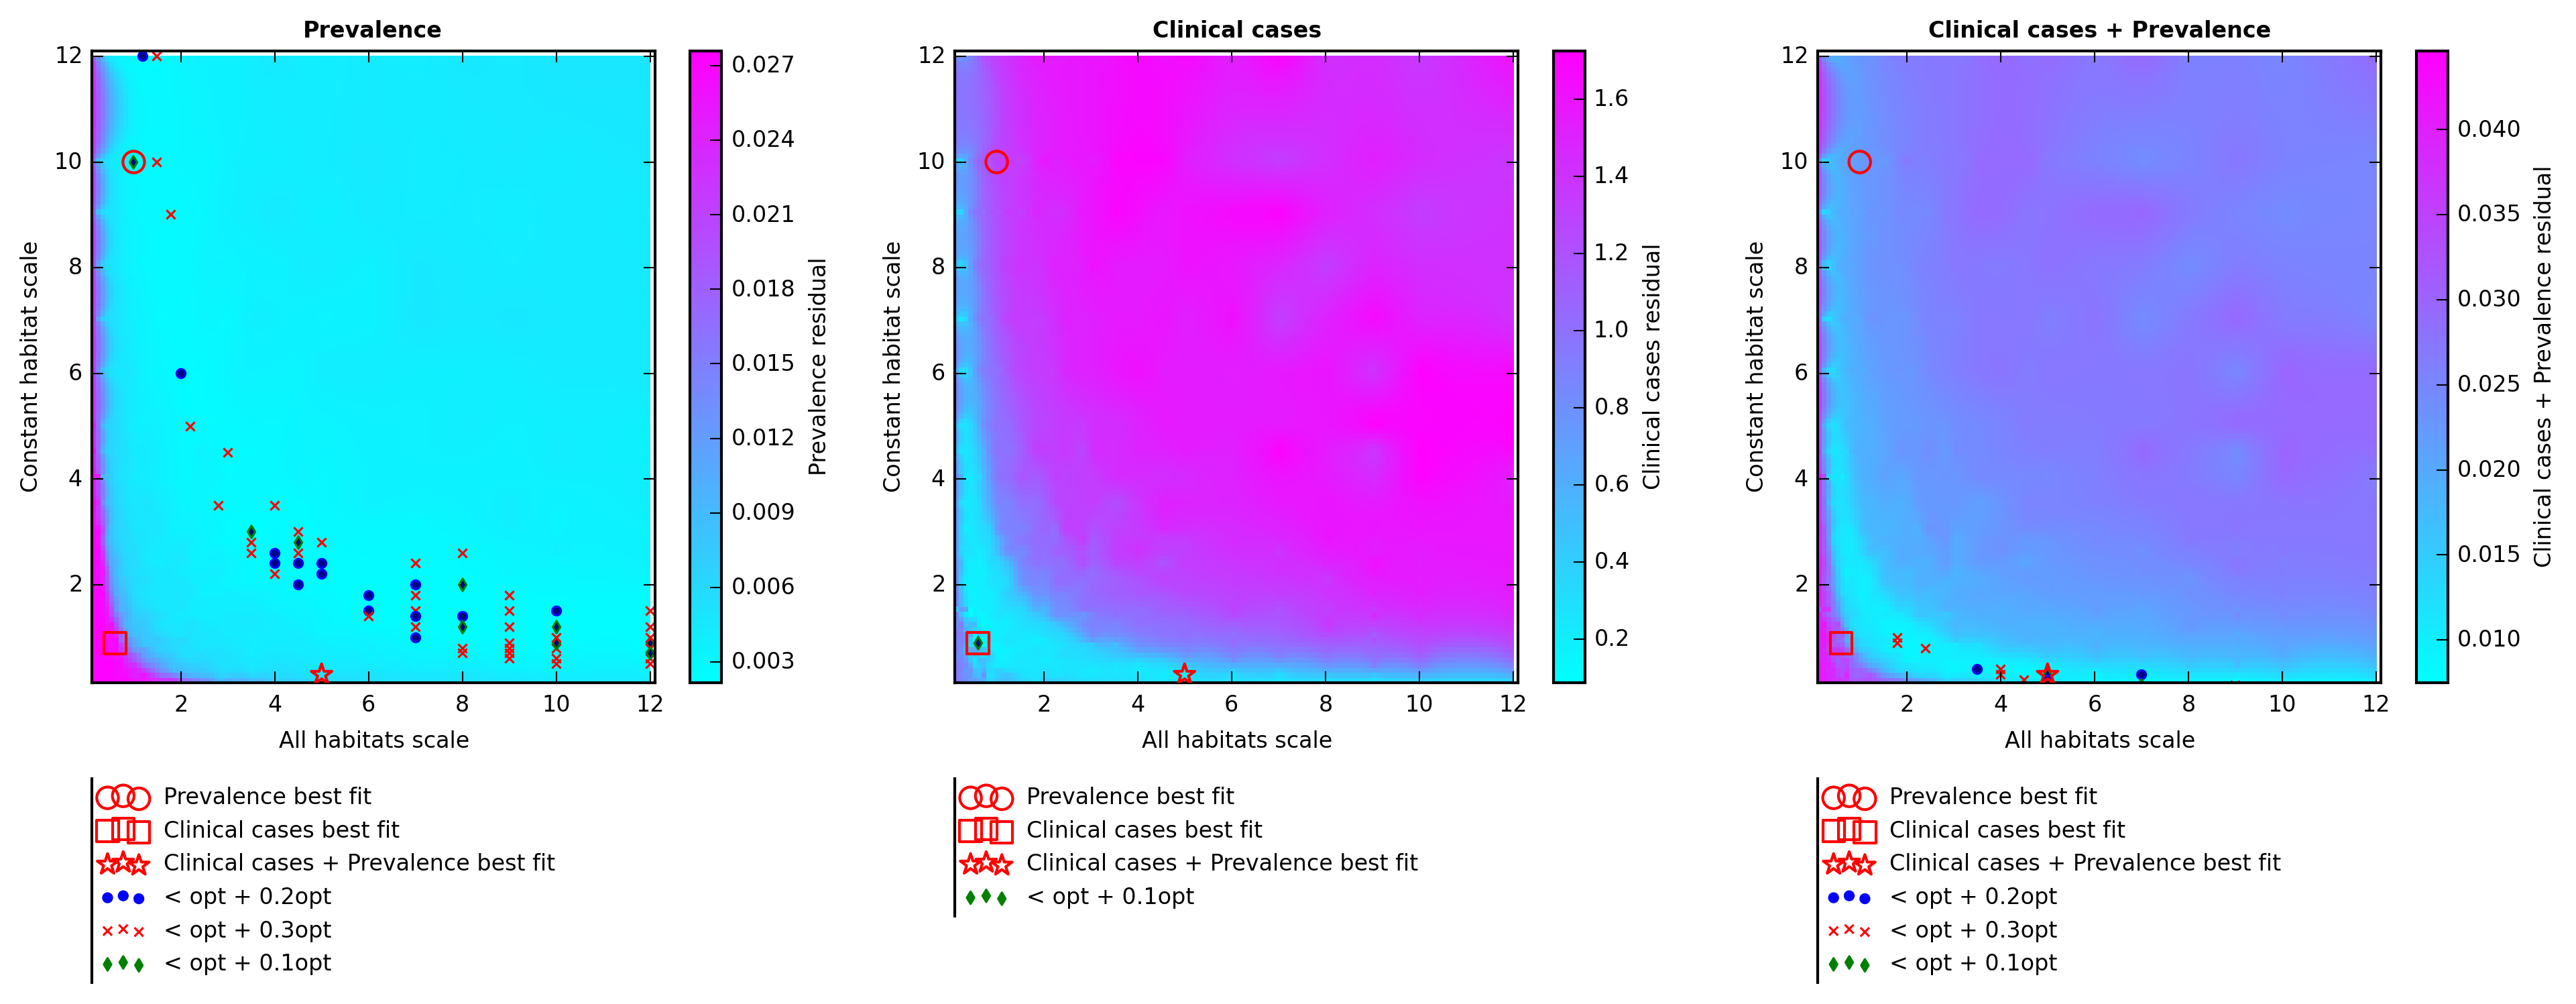 Prevalence
Clinical cases
Clinical cases + Prevalence
12
10
8
6
4
2
Constant habitat scale
2 4 6 8 10 12
All habitats scale
0.027
0.024
0.021
0.018
0.015
0.012
0.009
0.006
0.003
Prevalence residual
12
10
8
6
4
2
Constant habitat scale
2 4 6 8 10 12
All habitats scale
1.6
1.4
1.2
1.0
0.8
0.6
0.4
0.2
Clinical cases residual
12
10
8
6
4
2
Constant habitat scale
2 4 6 8 10 12
All habitats scale
0.040
0.035
0.030
0.025
0.020
0.015
0.010
Clinical cases + Prevalence residual
Prevalence best fit
Clinical cases best fit
Clinical cases + Prevalence best fit
< opt + 0.2opt
< opt + 0.3opt
< opt + 0.1opt
Prevalence best fit
Clinical cases best fit
Clinical cases + Prevalence best fit
< opt + 0.1opt
Prevalence best fit
Clinical cases best fit
Clinical cases + Prevalence best fit
< opt + 0.2opt
< opt + 0.3opt
< opt + 0.1opt